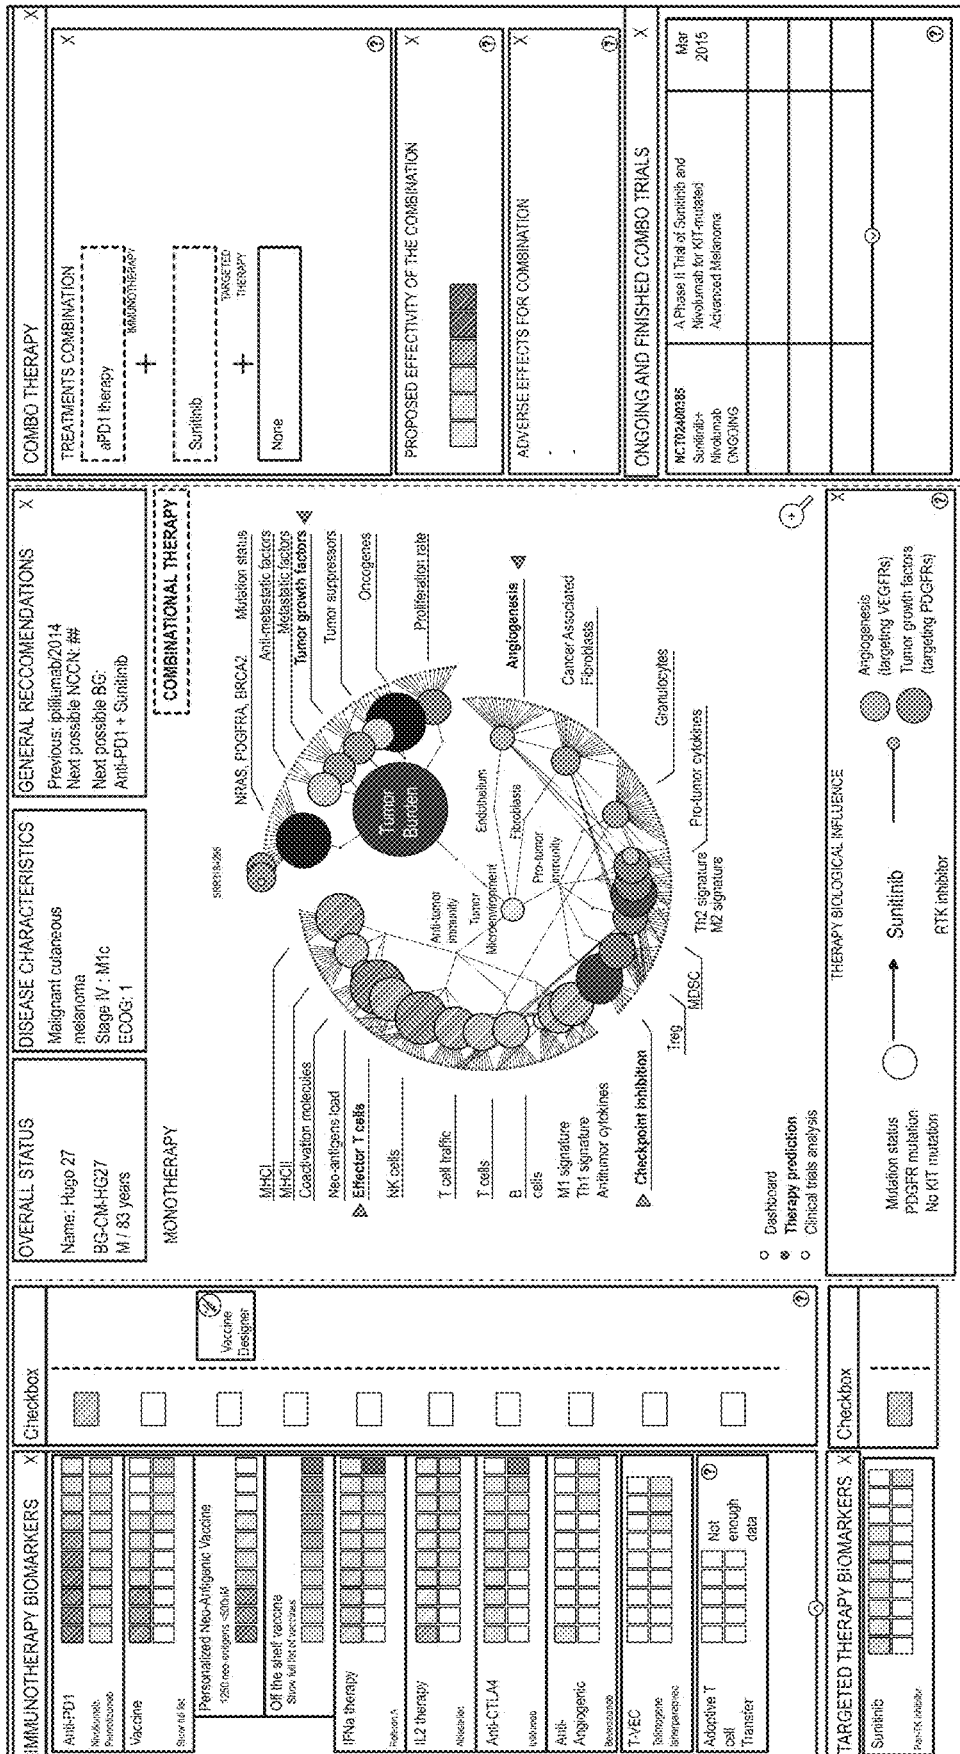 IMMUNOTHERAPY BIOMARKERS X
Checkbox
Anti-PD1
Nivolumab
Pembrolizumab
Vaccine
Show full list
Personalized Neo-Antigenic Vaccine
Vaccine
Designer
Off the shelf vaccine
Show full list of vaccines
IFNa therapy
IL2 therapy
Anti-CTLA4
Anti-
Angiogenic
T-VEC
Adoptive T
cell
Transfer
Not
enough
data
?
?
TARGETED THERAPY BIOMARKERS X
Checkbox
Sunitinib
OVERALL STATUS
Name: Hugo 27
BG-CM-HG27
M / 83 years
DISEASE CHARACTERISTICS
Malignant cutaneous
melanoma
Stage IV : M1c
ECOG: 1
GENERAL RECCOMENDATIONS X
Previous: ipililumab/2014
Next possible NCCN: ##
Next possible BG:
Anti-PD1 + Sunitinib
MONOTHERAPY
COMBINATIONAL THERAPY
MHCI
MHCII
Coactivation molecules
Neo-antigens load
Effector T cells
NK cells
T cell traffic
T cells
B
cells
M1 signature
Th1 signature
Antitumor cytokines
Checkpoint inhibition
Treg
MDSC
Th2 signature
M2 signature
Pro-tumor cytokines
Granulocytes
Cancer Associated
Fibroblasts
Angiogenesis
Proliferation rate
Oncogenes
Tumor suppressors
Tumor growth factors
Metastatic factors
Anti-metastatic factors
Mutation status
NRAS, PDGFRA, BRCA2
Tumor
Burden
Anti-tumor
immunity
Tumor
Microenvironment
Pro-tumor
immunity
Endothelium
Fibroblasts
Dashboard
Therapy prediction
Clinical trials analysis
THERAPY BIOLOGICAL INFLUENCE X
Mutation status
PDGFR mutation
No KIT mutation
Sunitinib
RTK inhibitor
Angiogenesis
(targeting VEGFRs)
Tumor growth factors
(targeting PDGFRs)
?
COMBO THERAPY X
TREATMENTS COMBINATION X
aPD1 therapy
IMMUNOTHERAPY
+
Sunitinib
TARGETED
THERAPY
+
None
?
PROPOSED EFFECTIVITY OF THE COMBINATION X
?
ADVERSE EFFECTS FOR COMBINATION X
?
ONGOING AND FINISHED COMBO TRIALS X
NCT02400385
Sunitinib+
Nivolumab
ONGOING
A Phase II Trial of Sunitinib and
Nivolumab for KIT-mutated
Advanced Melanoma
Mar
2015
?